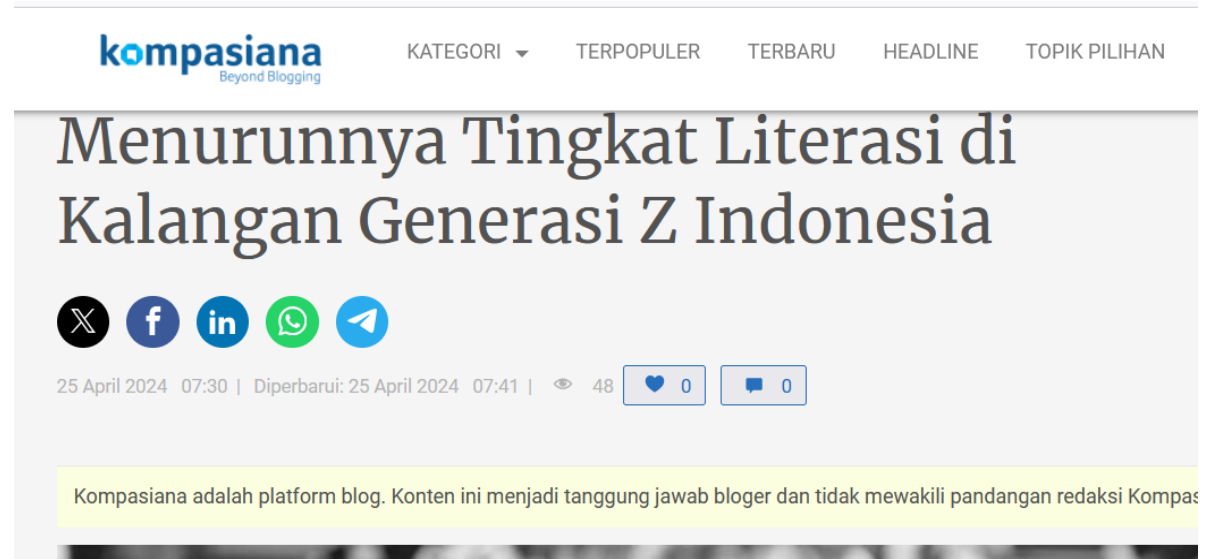 kompasiana
Beyond Blogging
KATEGORI TERPOPULER TERBARU HEADLINE TOPIK PILIHAN
Menurunnya Tingkat Literasi di
Kalangan Generasi Z Indonesia
25 April 2024 07:30 | Diperbarui: 25 April 2024 07:41 | 48 0 0
Kompasiana adalah platform blog. Konten ini menjadi tanggung jawab bloger dan tidak mewakili pandangan redaksi Kompas